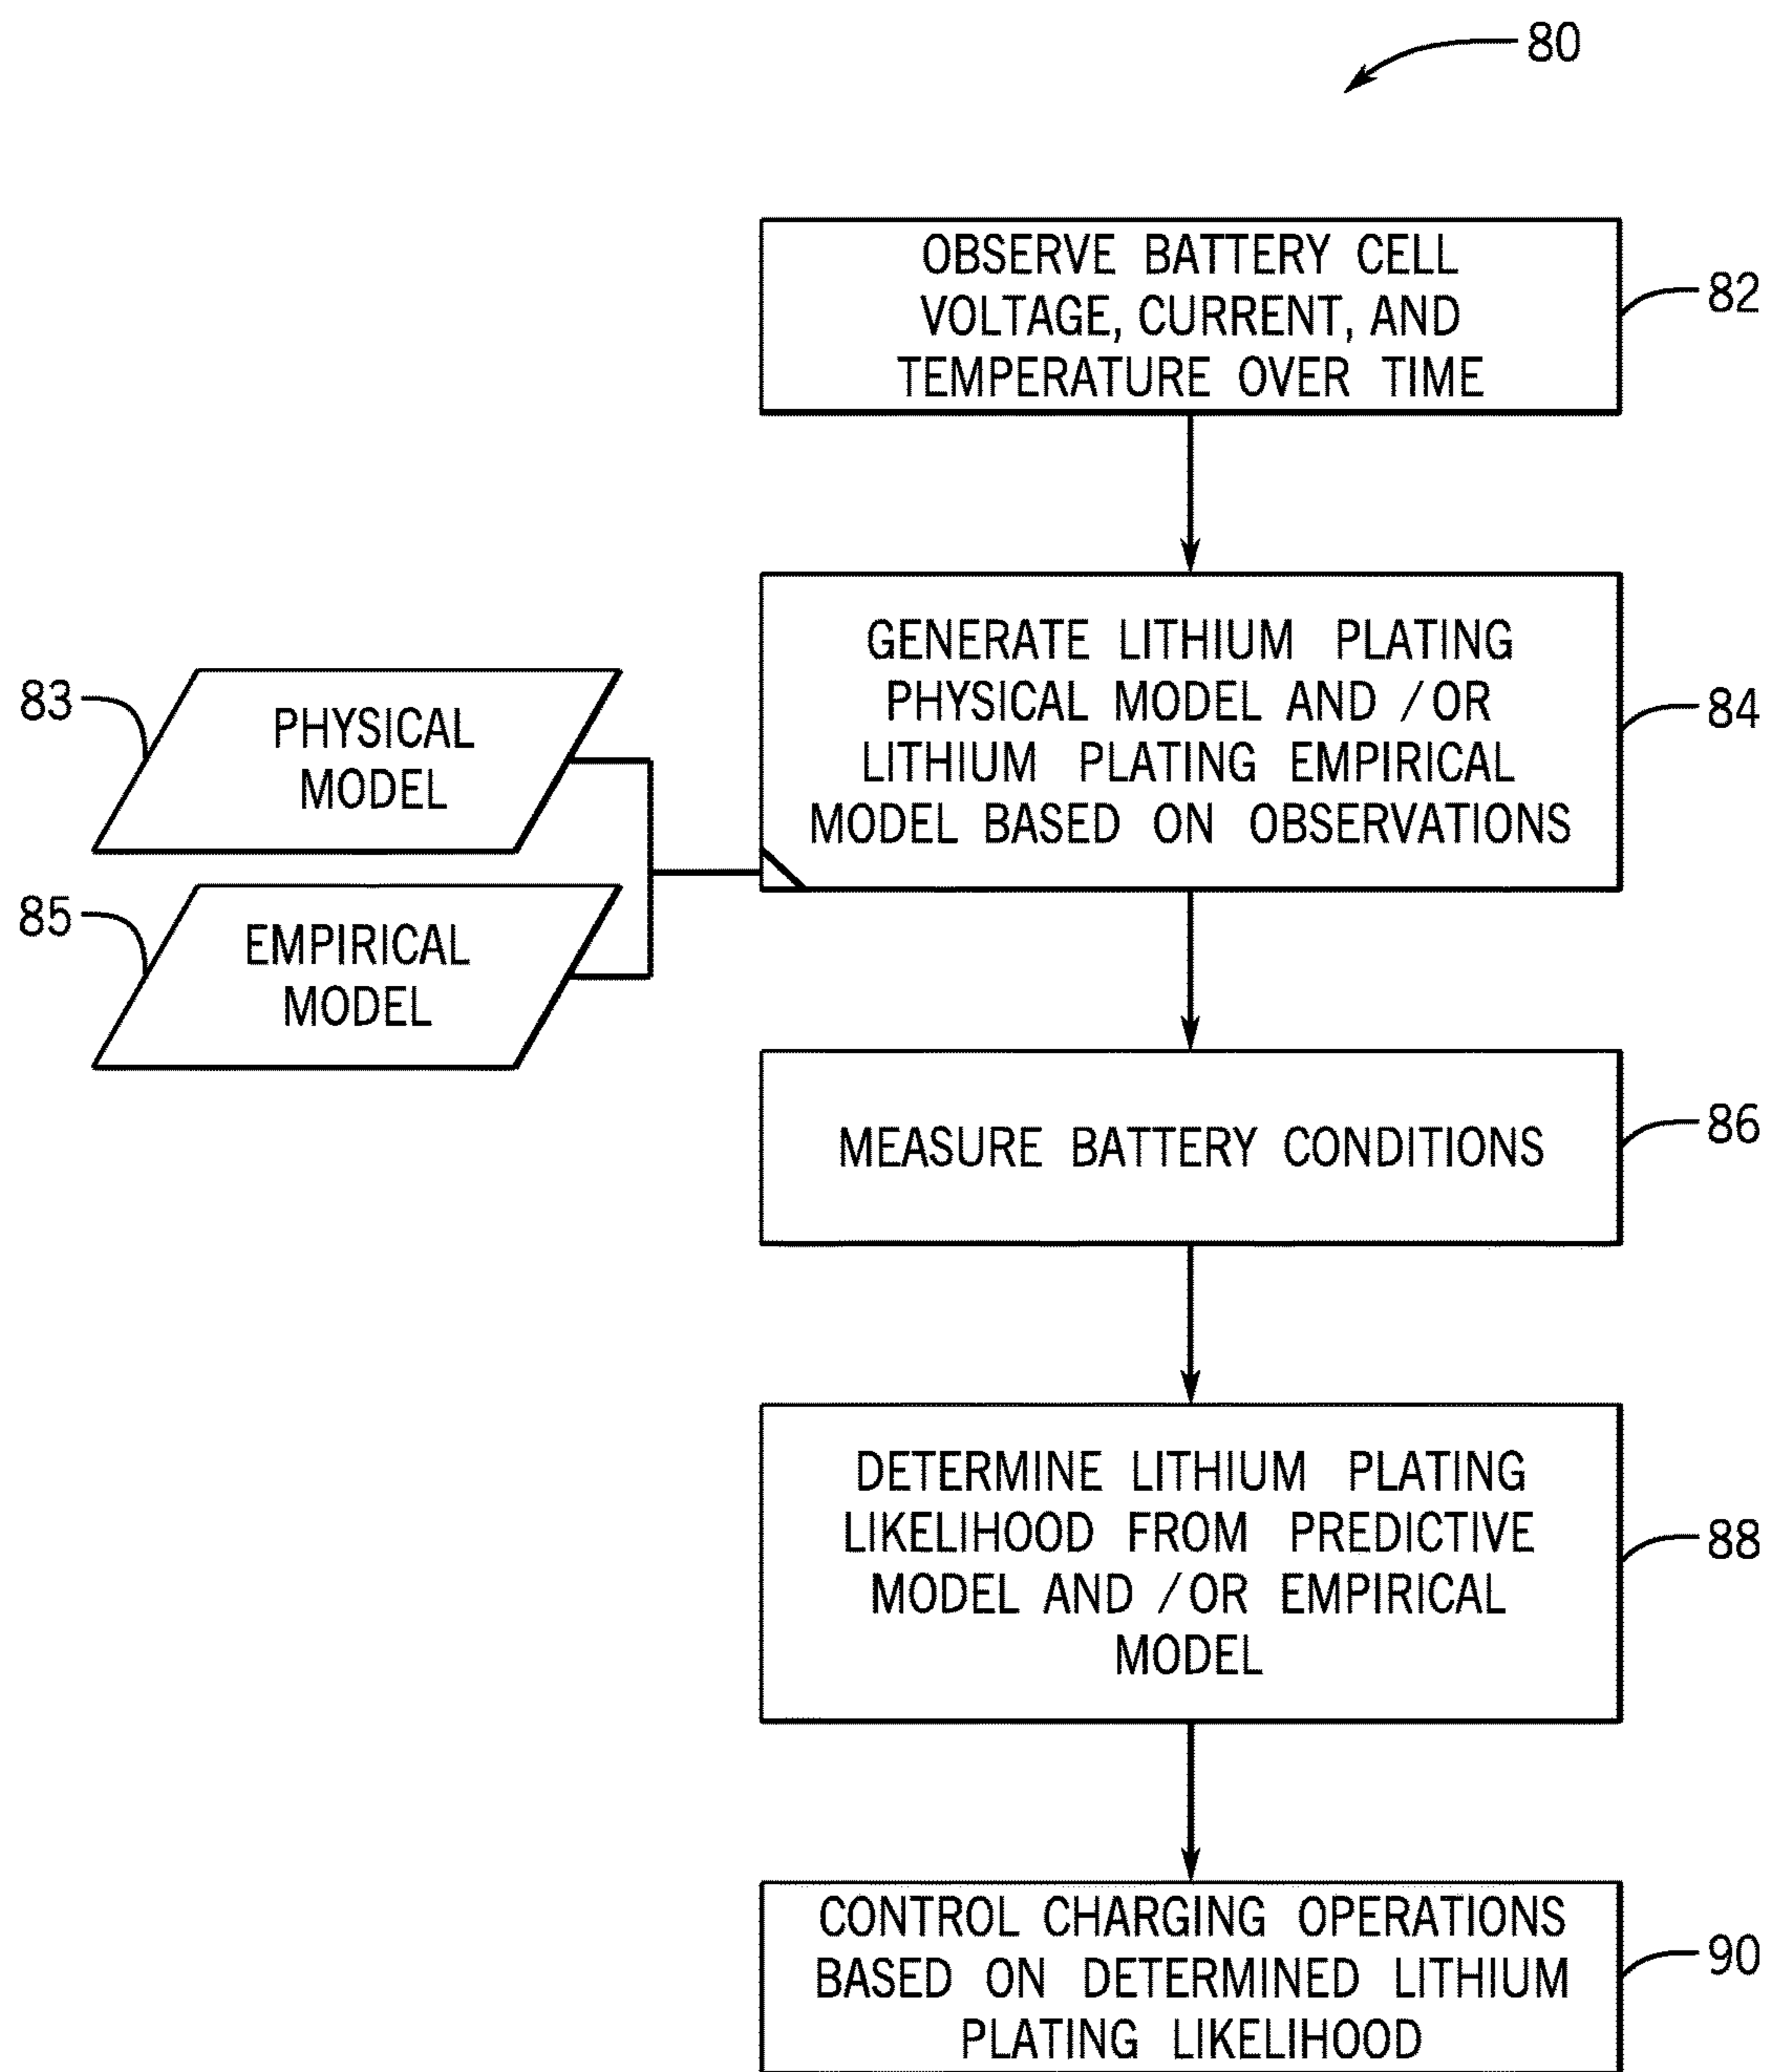 80
OBSERVE BATTERY CELL
VOLTAGE, CURRENT, AND
TEMPERATURE OVER TIME
82
GENERATE LITHIUM PLATING
PHYSICAL MODEL AND /OR
LITHIUM PLATING EMPIRICAL
MODEL BASED ON OBSERVATIONS
84
83
PHYSICAL
MODEL
85
EMPIRICAL
MODEL
MEASURE BATTERY CONDITIONS
86
DETERMINE LITHIUM PLATING
LIKELIHOOD FROM PREDICTIVE
MODEL AND /OR EMPIRICAL
MODEL
88
CONTROL CHARGING OPERATIONS
BASED ON DETERMINED LITHIUM
PLATING LIKELIHOOD
90